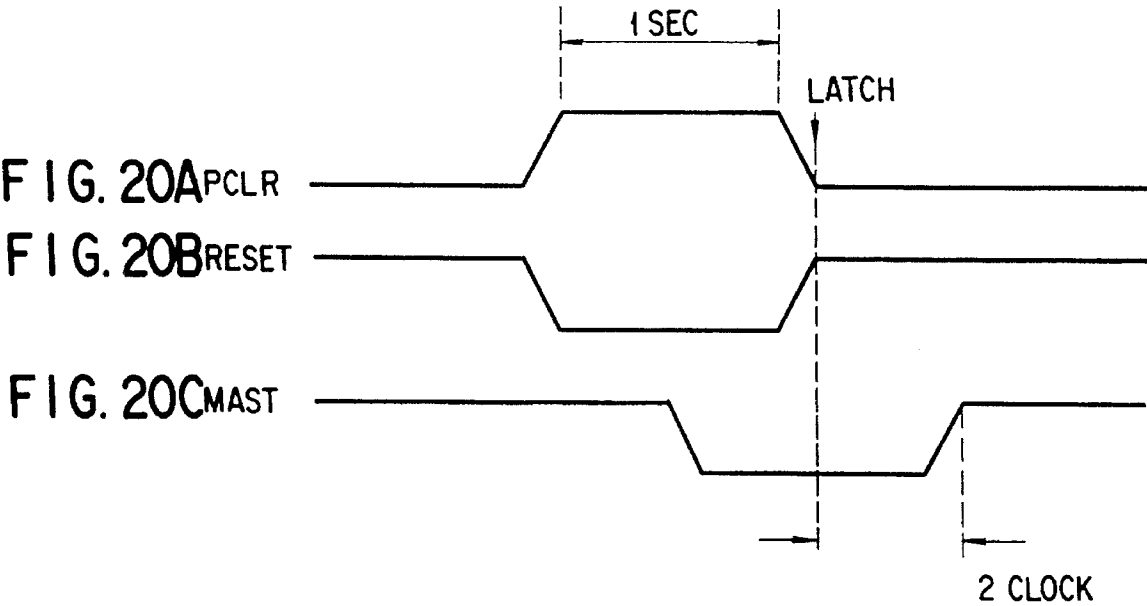 1 SEC
LATCH
FIG. 20A PCLR
FIG. 20B RESET
FIG. 20C MAST
2 CLOCK